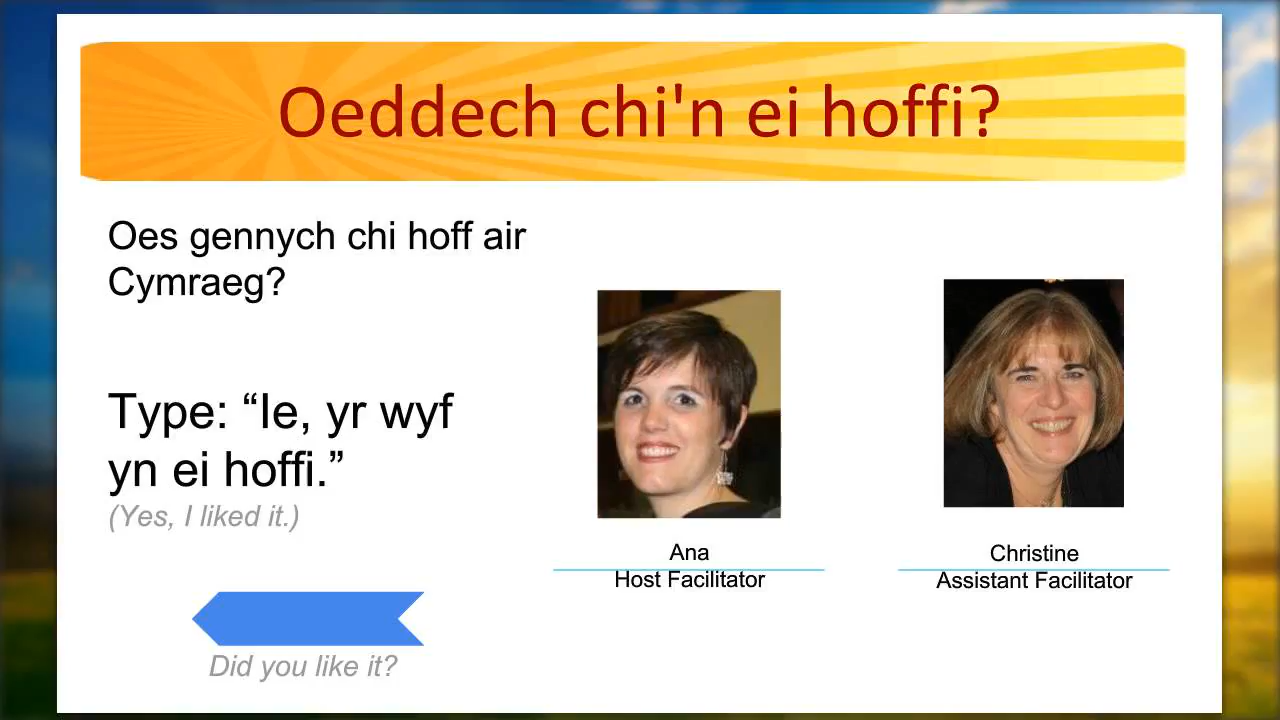 Oeddech chi'n ei hoffi?
Oes gennych chi hoff air
Cymraeg?
Type: “Ie, yr wyf
yn ei hoffi.”
(Yes, I liked it.)
Did you like it?
Ana
Host Facilitator
Christine
Assistant Facilitator